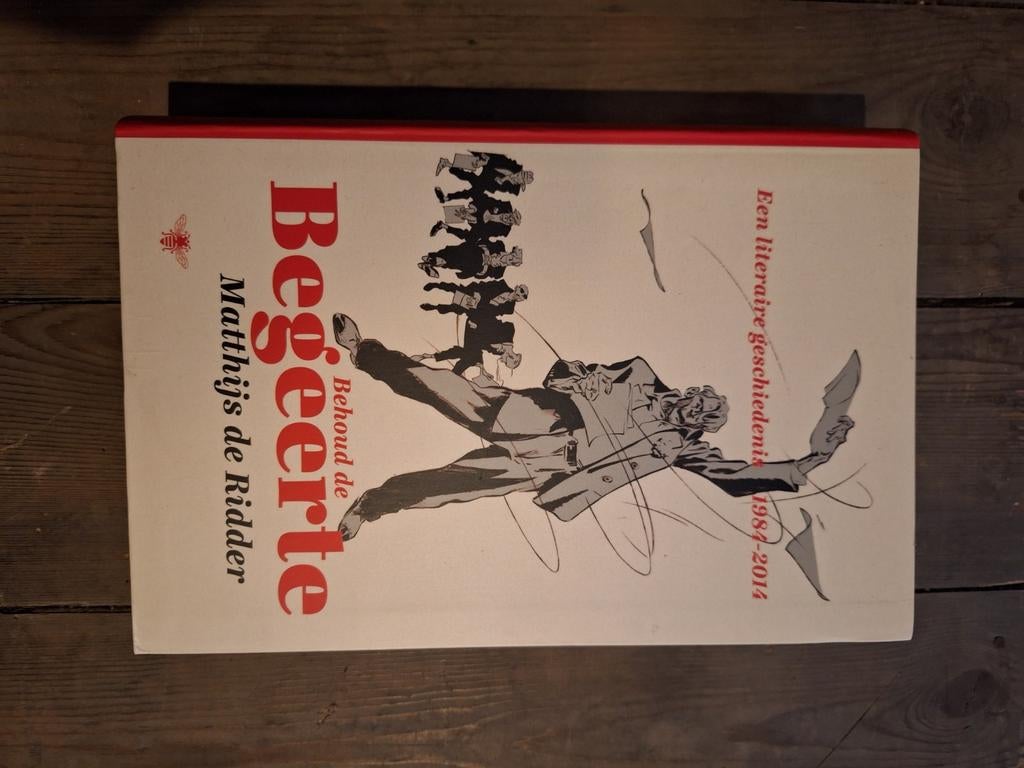 Een literaire geschiedenis 1984-2014
Behoud de
Begeerte
Matthijs de Ridder